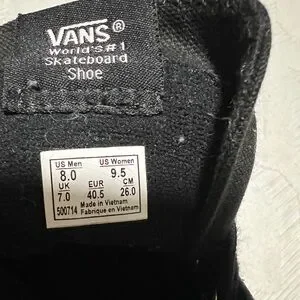 VANS®
World's #1
Skateboard
Shoe
US Men US Women
8.0 9.5
UK EUR CM
7.0 40.5 26.0
Made in Vietnam
500714 Fabriqué en Vietnam